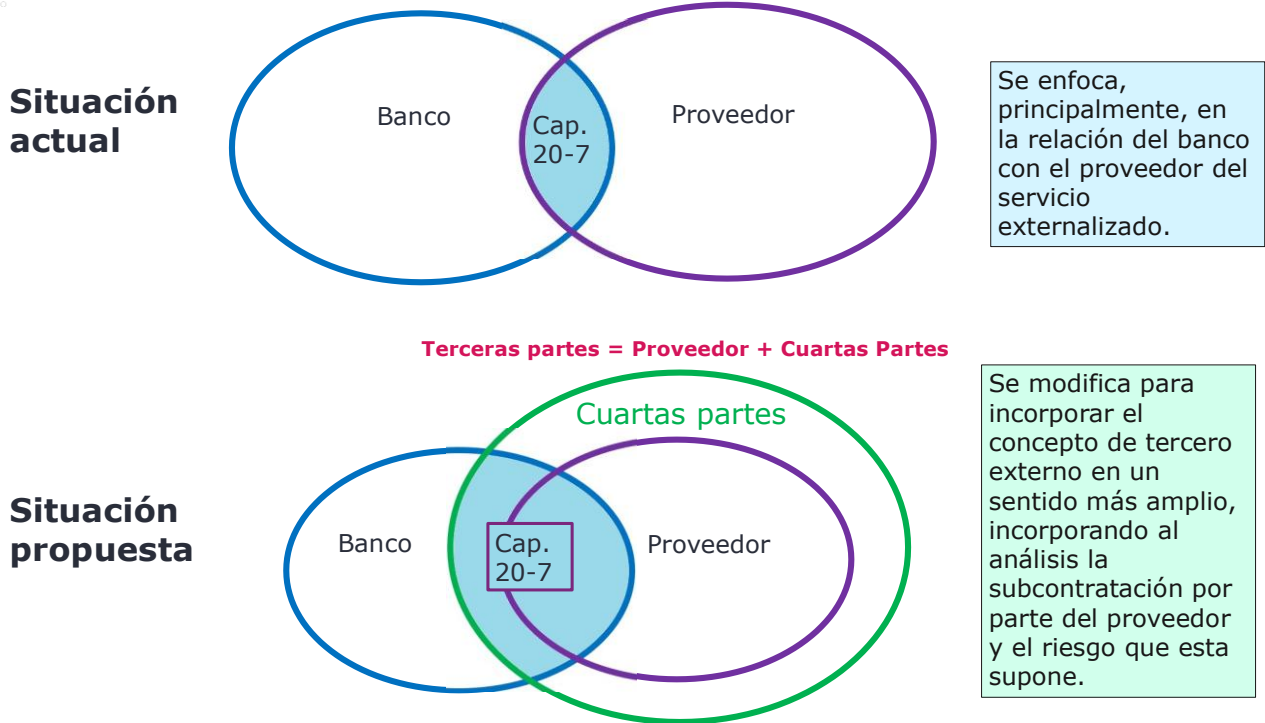 Situación
actual
Banco
Cap.
20-7
Proveedor
Se enfoca,
principalmente, en
la relación del banco
con el proveedor del
servicio
externalizado.
Terceras partes = Proveedor + Cuartas Partes
Cuartas partes
Situación
propuesta
Banco
Cap.
20-7
Proveedor
Se modifica para
incorporar el
concepto de tercero
externo en un
sentido más amplio,
incorporando al
análisis la
subcontratación por
parte del proveedor
y el riesgo que esta
supone.